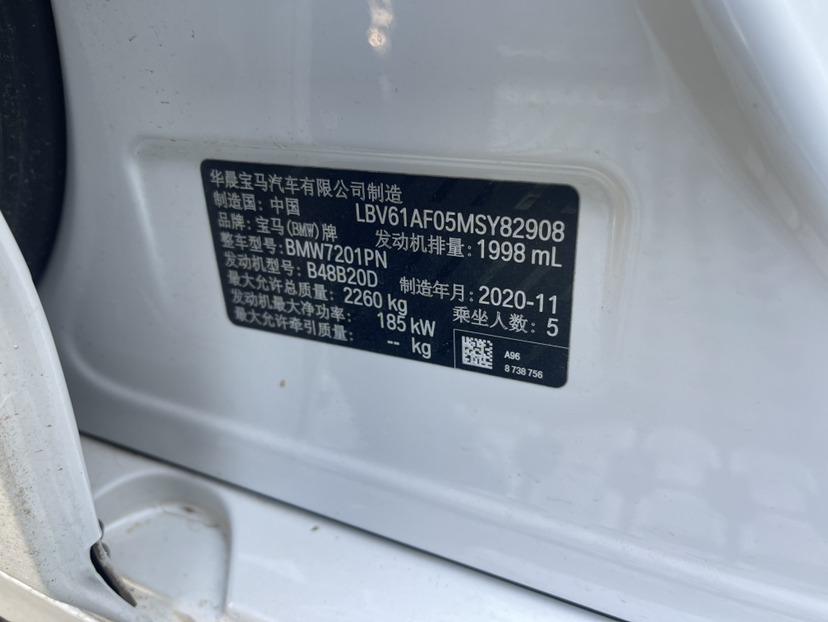 华晨宝马汽车有限公司制造
制造国: 中国 LBV61AF05MSY82908
品牌: 宝马(BMW)牌 发动机排量: 1998 mL
整车型号: BMW7201PN
发动机型号: B48B20D 制造年月: 2020-11
最大允许总质量: 2260 kg 乘坐人数: 5
发动机最大净功率: 185 kW
最大允许牵引质量: -- kg
A96
8 738 756